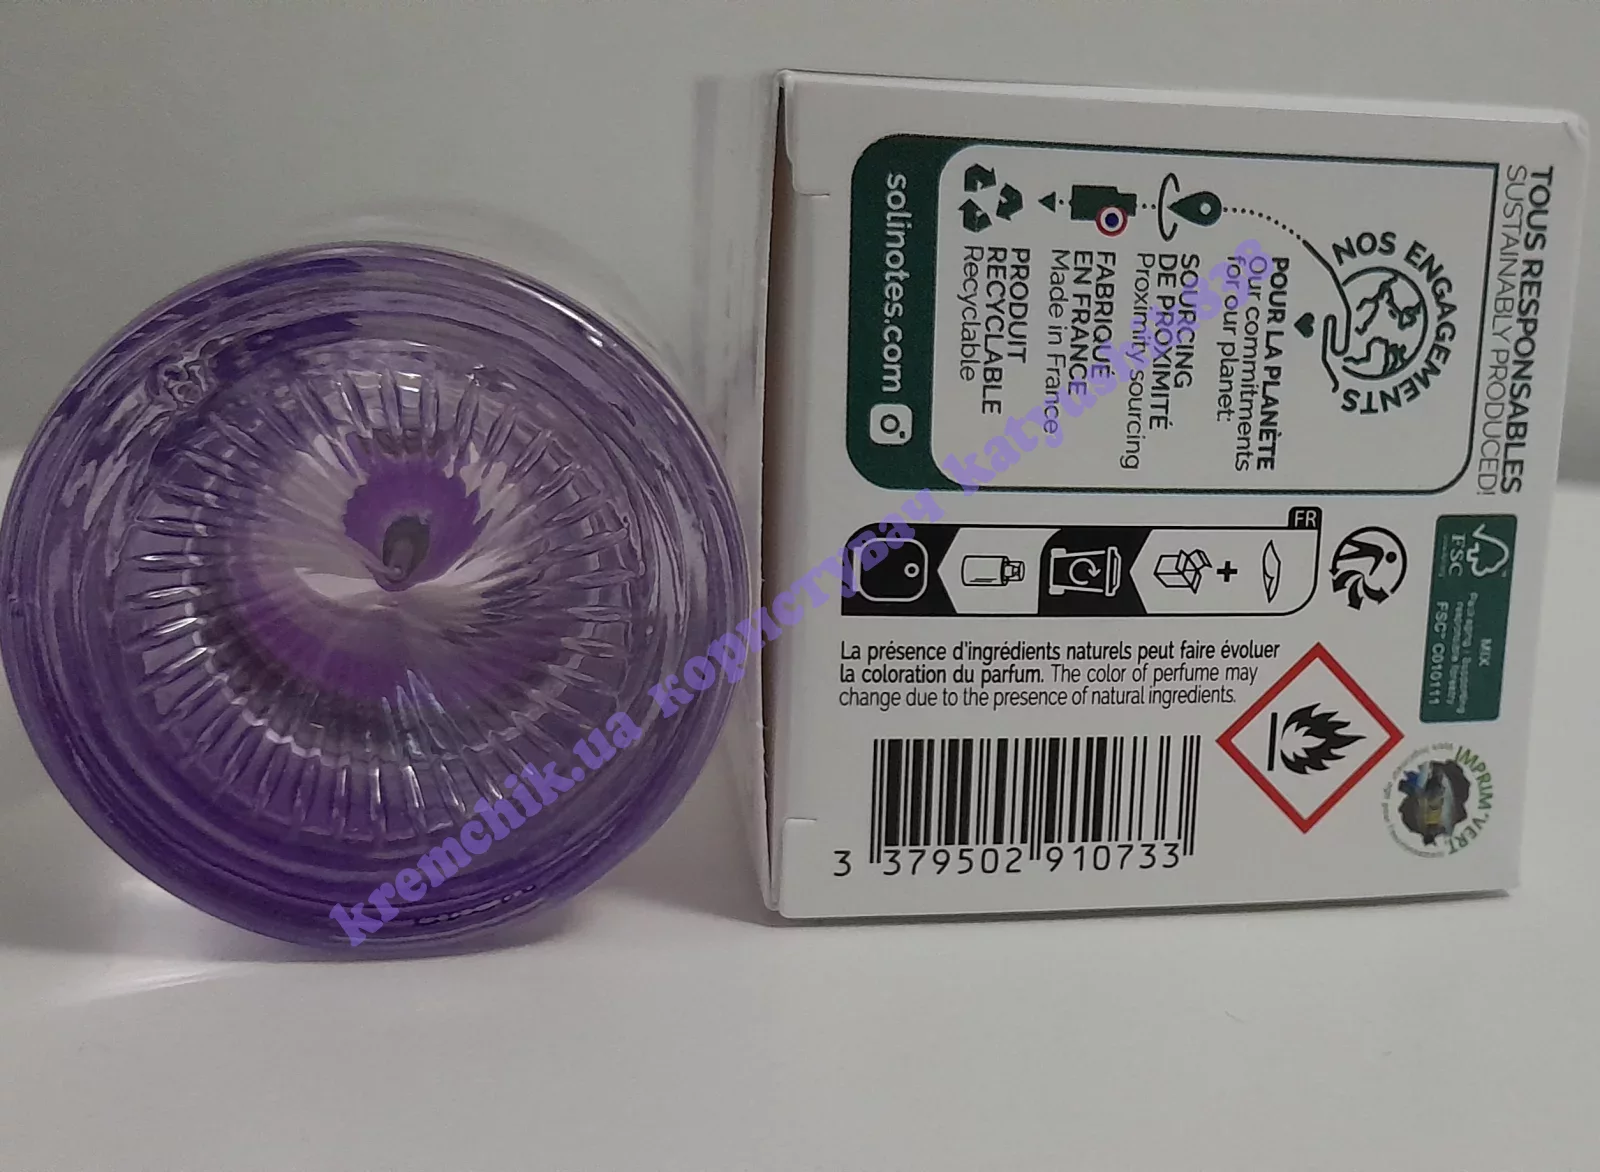 TOUS RESPONSABLES
SUSTAINABLY PRODUCED!
NOS ENGAGEMENTS
POUR LA PLANÈTE
Our commitments
for our planet:
SOURCING
DE PROXIMITÉ
Proximity sourcing
FABRIQUÉ
EN FRANCE
Made in France
PRODUIT
RECYCLABLE
Recyclable
solinotes.com
FSC
MIX
FSC® C010111
FR
La présence d'ingrédients naturels peut faire évoluer
la coloration du parfum. The color of perfume may
change due to the presence of natural ingredients.
IMPRIM'VERT
3 379502 910733
kremchik.ua користувач